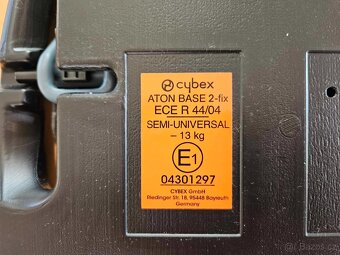 cybex
ATON BASE 2-fix
ECE R 44/04
SEMI-UNIVERSAL
– 13 kg
E1
04301297
CYBEX GmbH
Riedinger Str. 18, 95448 Bayreuth
Germany